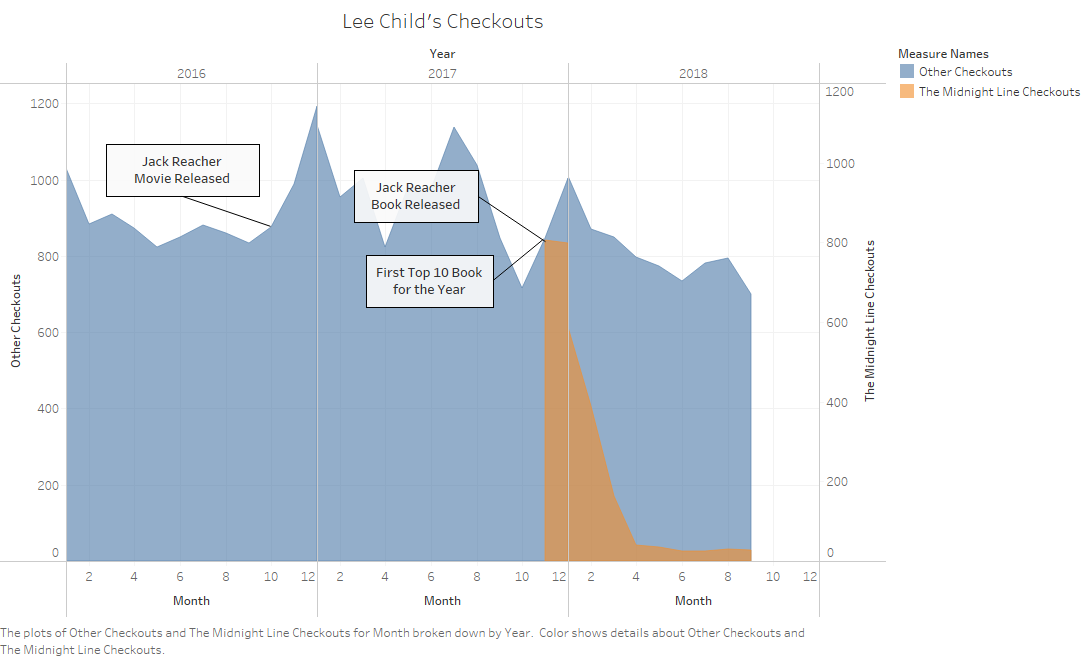 Lee Child's Checkouts
Year
2016 2017 2018
Measure Names
Other Checkouts
The Midnight Line Checkouts
Other Checkouts
1200
1000
800
600
400
200
0
Jack Reacher
Movie Released
Jack Reacher
Book Released
First Top 10 Book
for the Year
1200
1000
800
600
400
200
0
The Midnight Line Checkouts
2 4 6 8 10 12 2 4 6 8 10 12 2 4 6 8 10 12
Month Month Month
The plots of Other Checkouts and The Midnight Line Checkouts for Month broken down by Year. Color shows details about Other Checkouts and
The Midnight Line Checkouts.